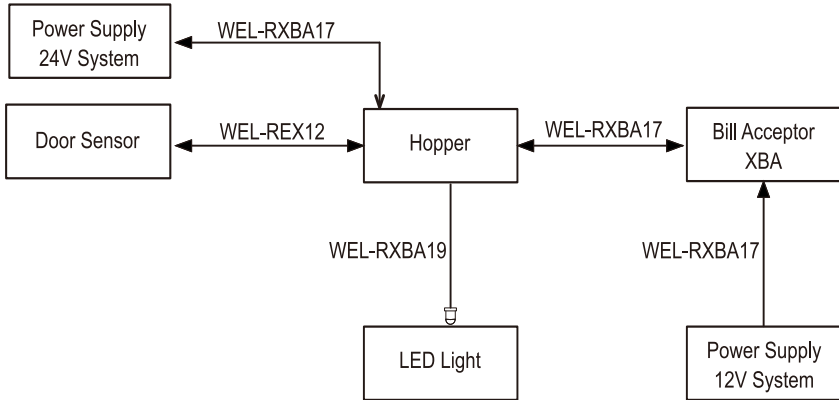 Power Supply
24V System
WEL-RXBA17
Door Sensor
WEL-REX12
Hopper
WEL-RXBA17
Bill Acceptor
XBA
WEL-RXBA19
WEL-RXBA17
LED Light
Power Supply
12V System